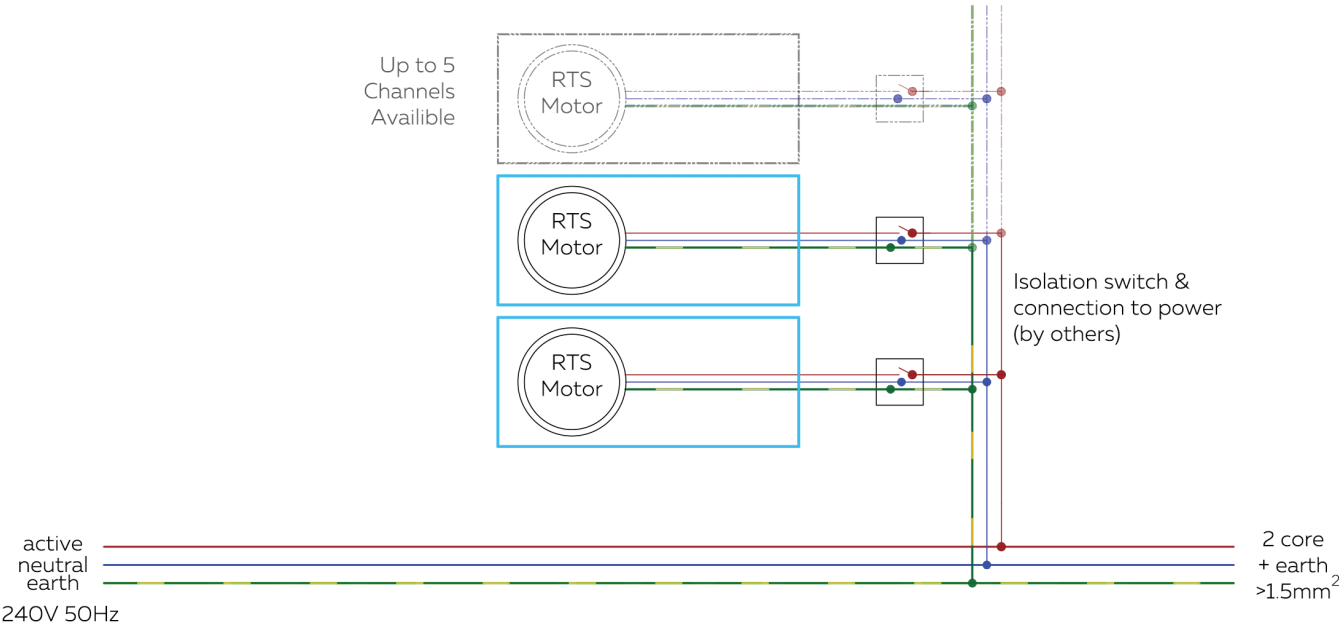 Up to 5
Channels
Availible
RTS
Motor
RTS
Motor
RTS
Motor
Isolation switch &
connection to power
(by others)
active
neutral
earth
240V 50Hz
2 core
+ earth
>1.5mm²